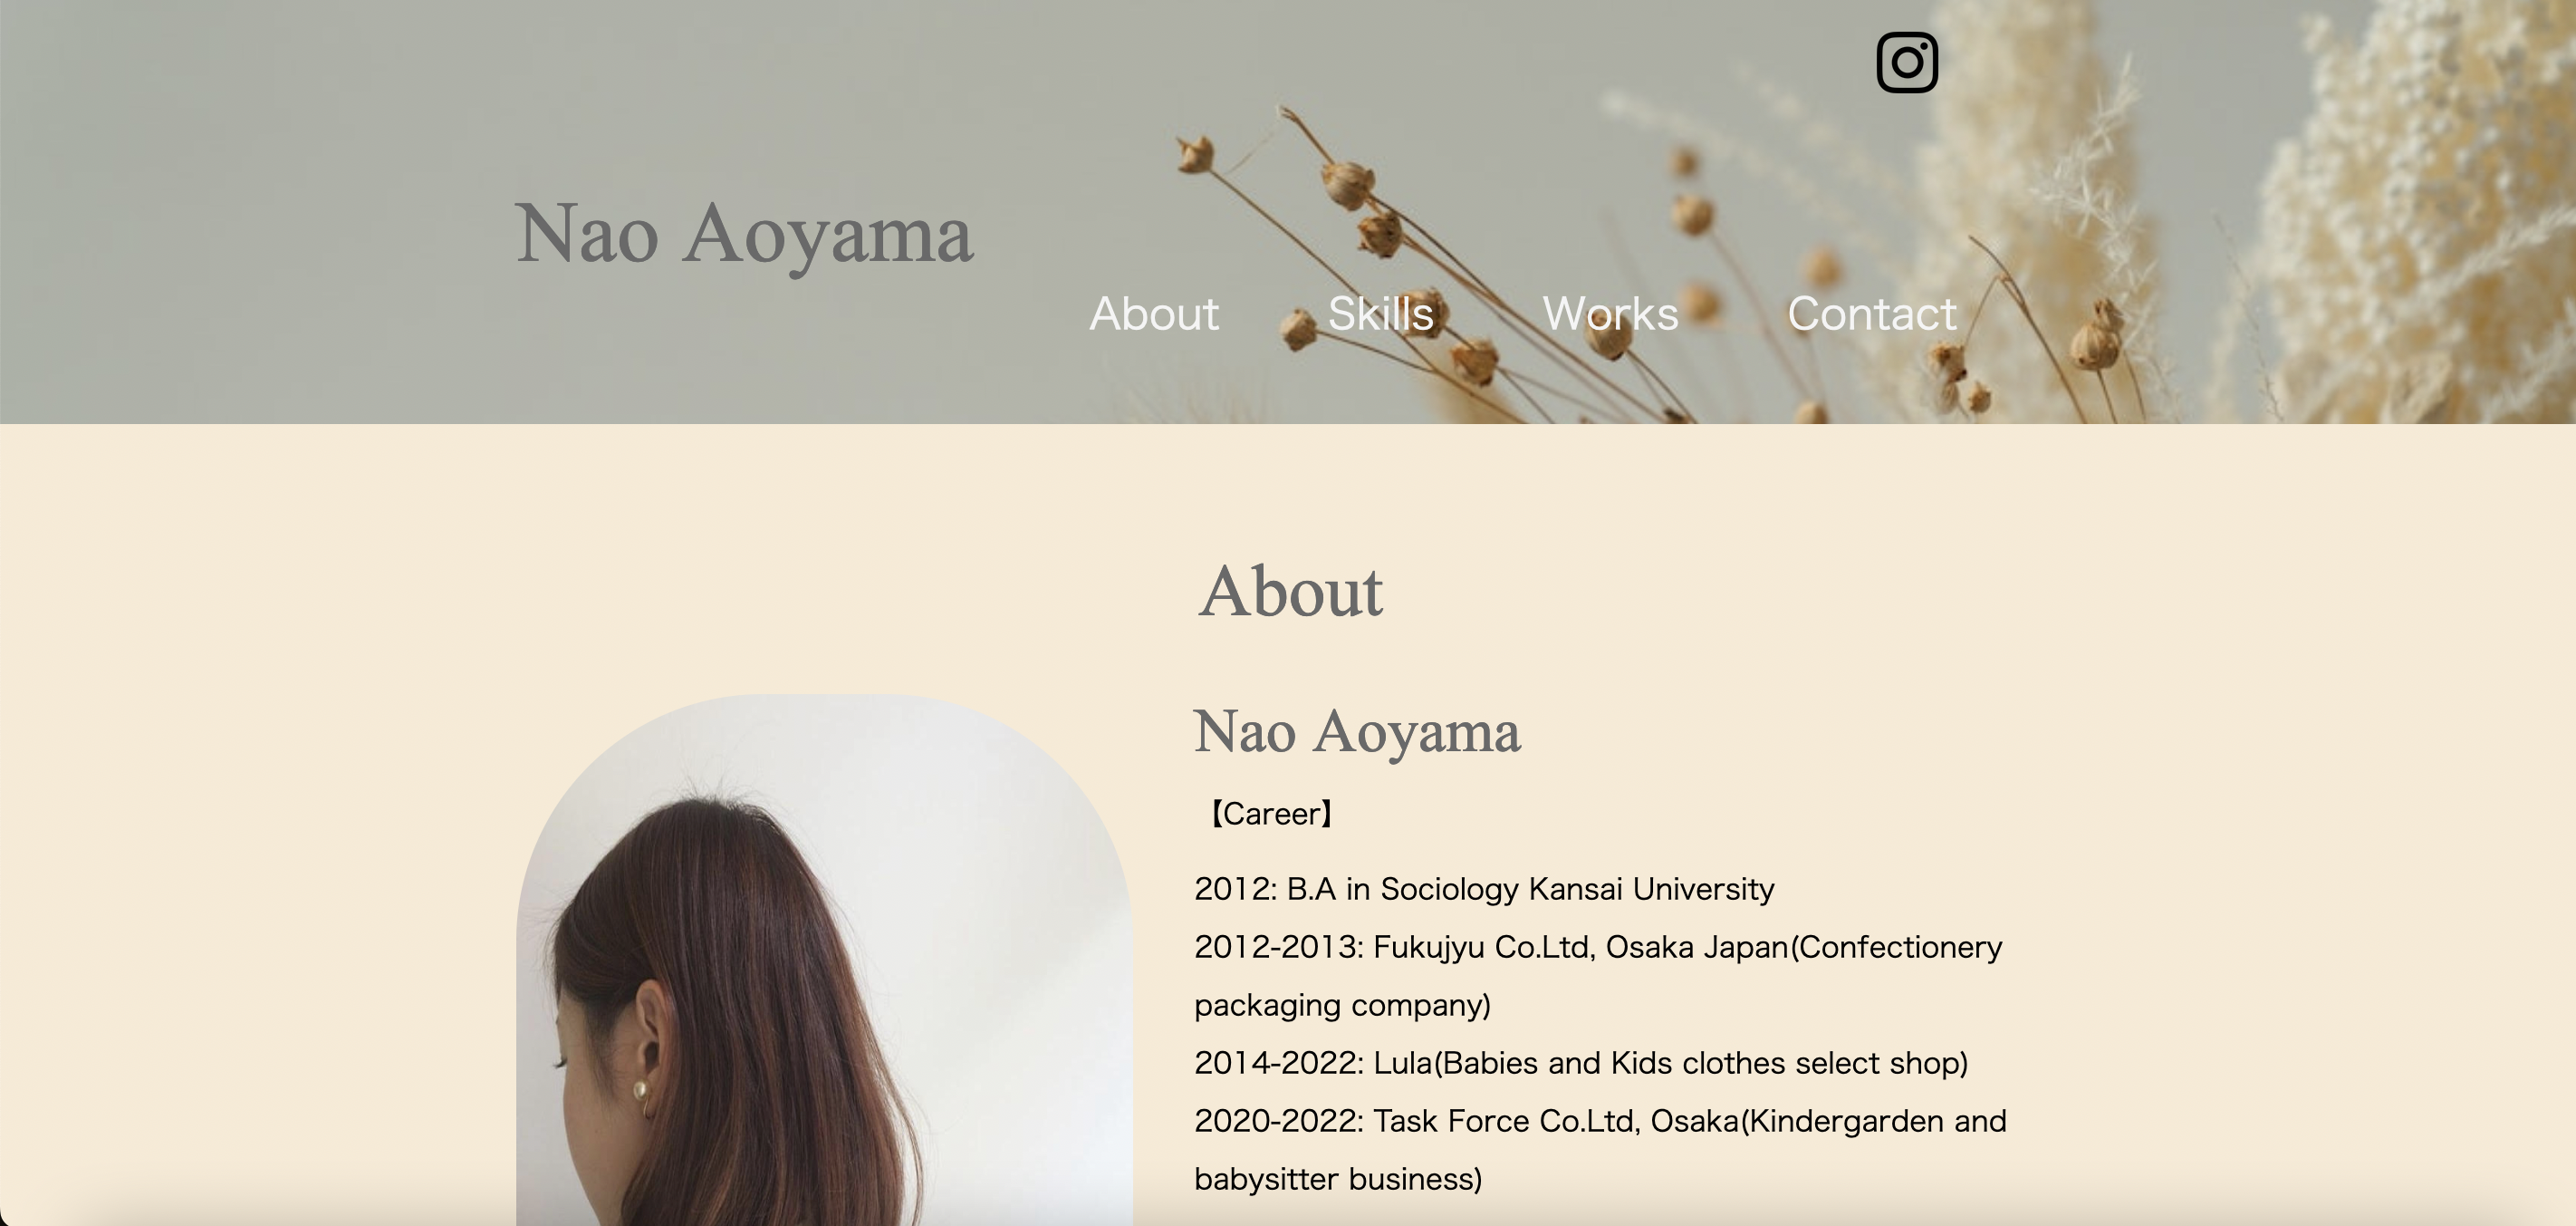 Nao Aoyama
About Skills Works Contact
About
Nao Aoyama
【Career】
2012: B.A in Sociology Kansai University
2012-2013: Fukujyu Co.Ltd, Osaka Japan(Confectionery
packaging company)
2014-2022: Lula(Babies and Kids clothes select shop)
2020-2022: Task Force Co.Ltd, Osaka(Kindergarden and
babysitter business)